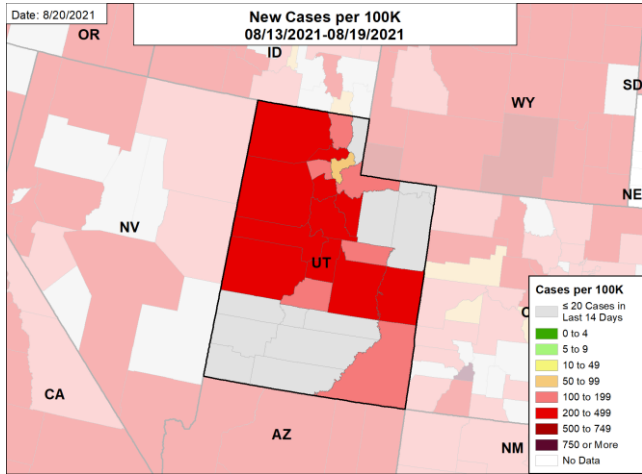 Date: 8/20/2021
New Cases per 100K
08/13/2021-08/19/2021
OR
ID
SD
WY
NE
NV
UT
C
CA
AZ
NM
Cases per 100K
≤ 20 Cases in
Last 14 Days
0 to 4
5 to 9
10 to 49
50 to 99
100 to 199
200 to 499
500 to 749
750 or More
No Data